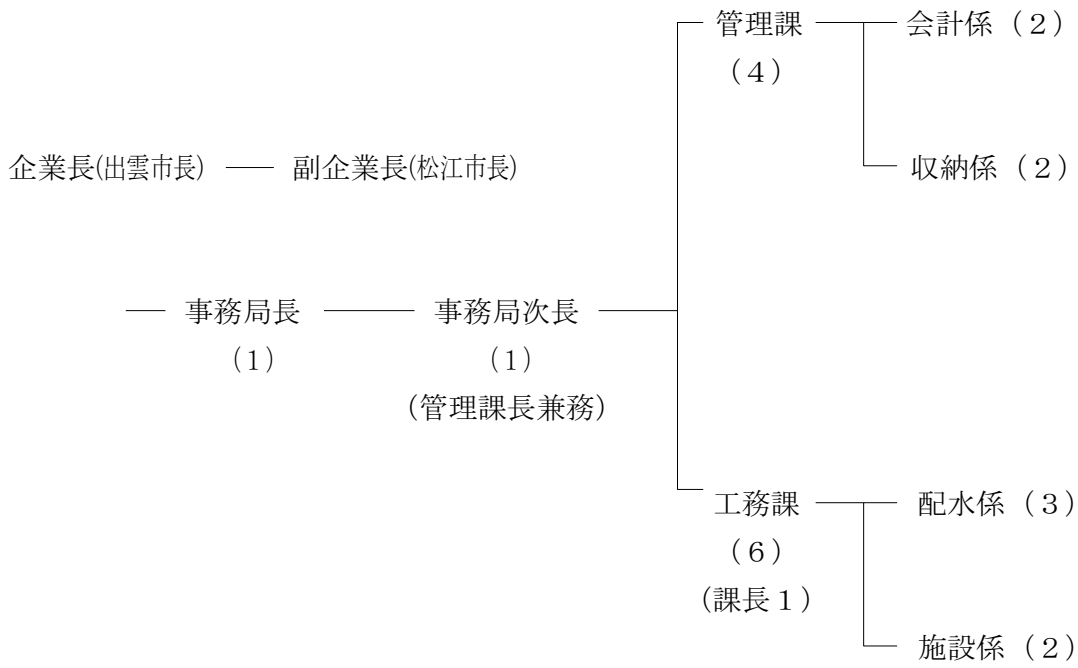 管理課 会計係（２）
（４）
企業長(出雲市長) 副企業長(松江市長) 収納係（２）
事務局長 事務局次長
（１） （１）
（管理課長兼務）
工務課 配水係（３）
（６）
（課長１）
施設係（２）